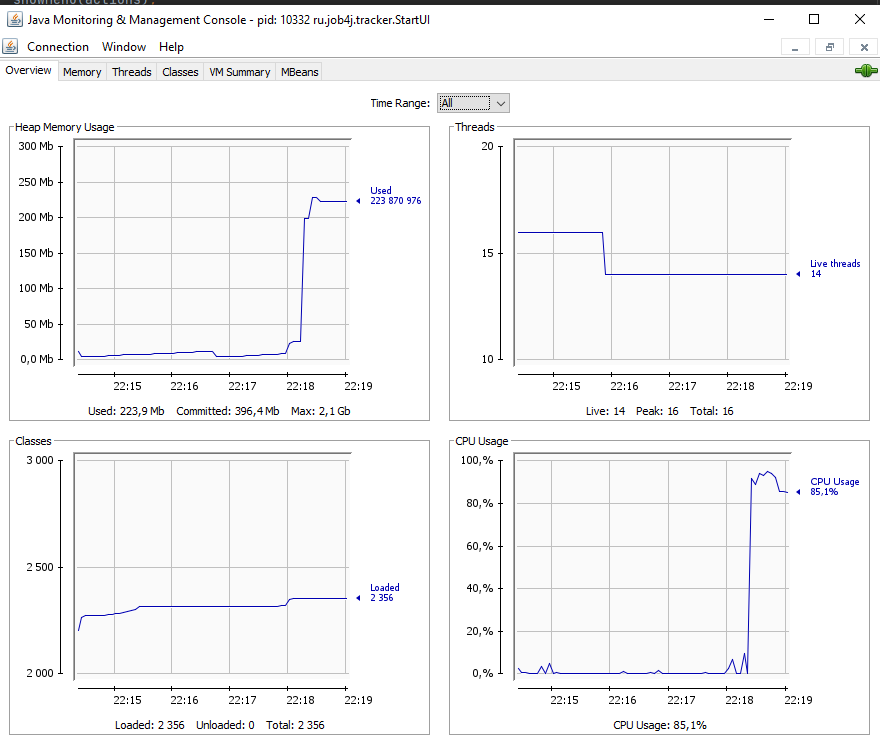 Java Monitoring & Management Console - pid: 10332 ru.job4j.tracker.StartUI
Connection Window Help
Overview Memory Threads Classes VM Summary MBeans
Time Range: All
Heap Memory Usage
300 Mb
250 Mb
200 Mb
150 Mb
100 Mb
50 Mb
0,0 Mb
Used
223 870 976
22:15 22:16 22:17 22:18 22:19
Used: 223,9 Mb Committed: 396,4 Mb Max: 2,1 Gb
Threads
20
15
10
Live threads
14
22:15 22:16 22:17 22:18 22:19
Live: 14 Peak: 16 Total: 16
Classes
3 000
2 500
2 000
Loaded
2 356
22:15 22:16 22:17 22:18 22:19
Loaded: 2 356 Unloaded: 0 Total: 2 356
CPU Usage
100,%
80,%
60,%
40,%
20,%
0,%
CPU Usage
85,1%
22:15 22:16 22:17 22:18 22:19
CPU Usage: 85,1%